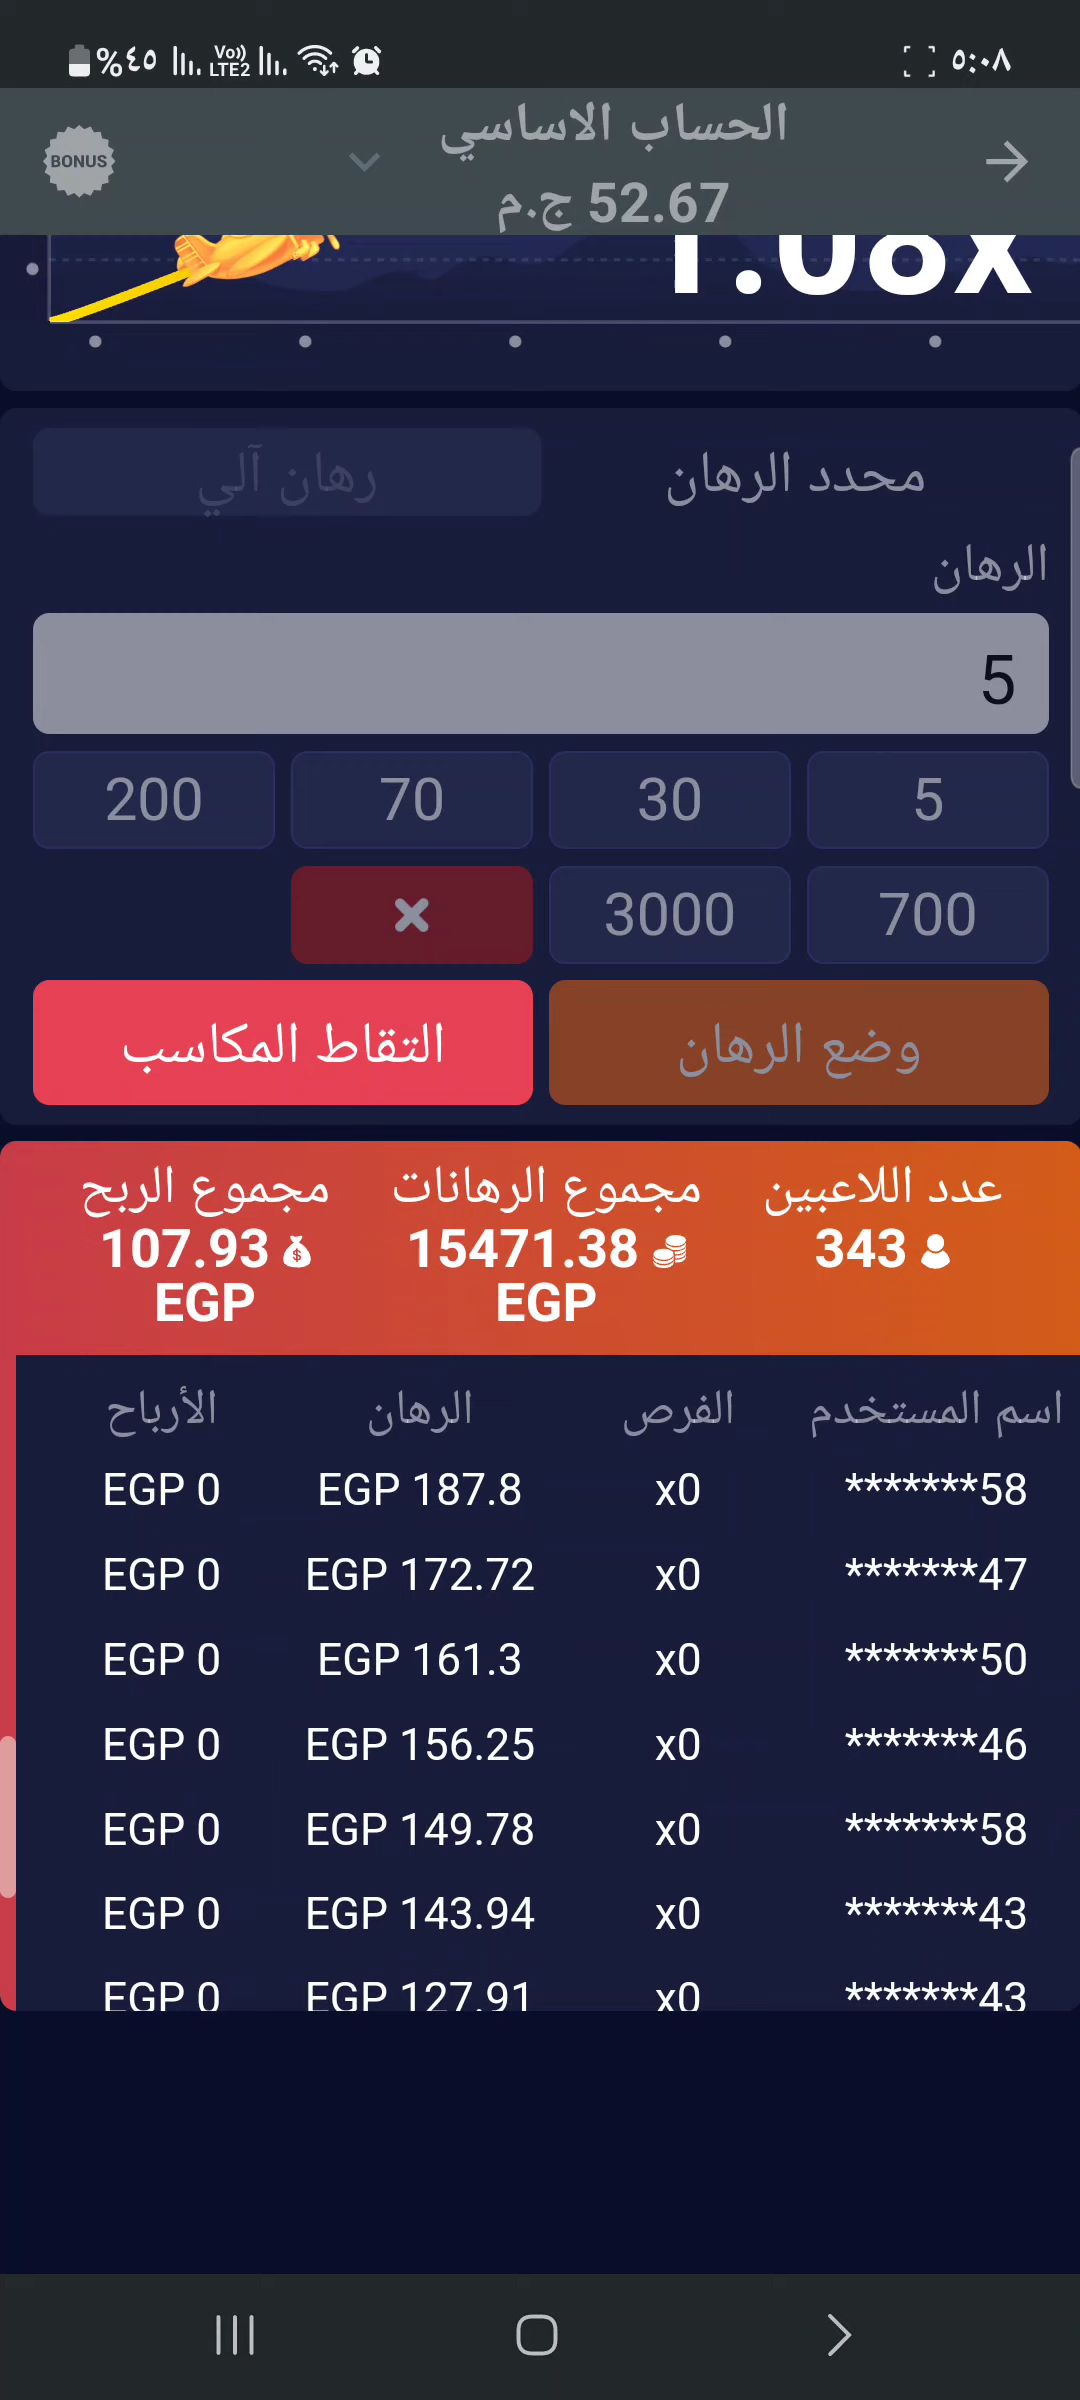 ٥:٠٨
%٤٥ Vo)) LTE2
الحساب الاساسي
52.67 ج.م
BONUS
1.08x
محدد الرهان
رهان آلي
الرهان
5
5 30 70 200
700 3000
وضع الرهان
التقاط المكاسب
عدد اللاعبين مجموع الرهانات مجموع الربح
343 15471.38 107.93
EGP EGP
اسم المستخدم الفرص الرهان الأرباح
*******58 x0 EGP 187.8 EGP 0
*******47 x0 EGP 172.72 EGP 0
*******50 x0 EGP 161.3 EGP 0
*******46 x0 EGP 156.25 EGP 0
*******58 x0 EGP 149.78 EGP 0
*******43 x0 EGP 143.94 EGP 0
*******43 x0 EGP 127.91 EGP 0